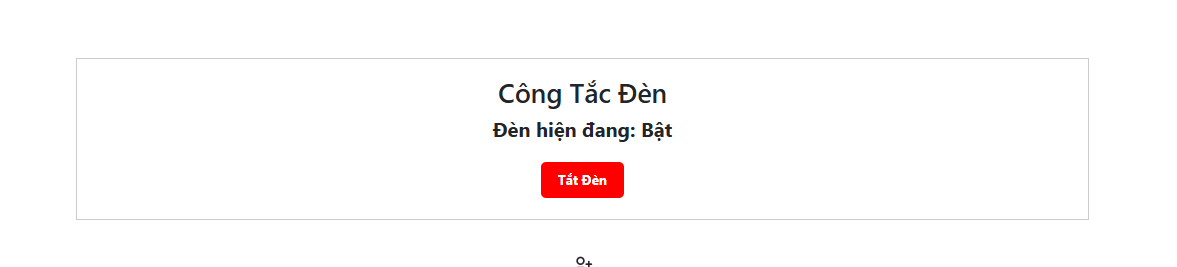 Công Tắc Đèn
Đèn hiện đang: Bật
Tắt Đèn